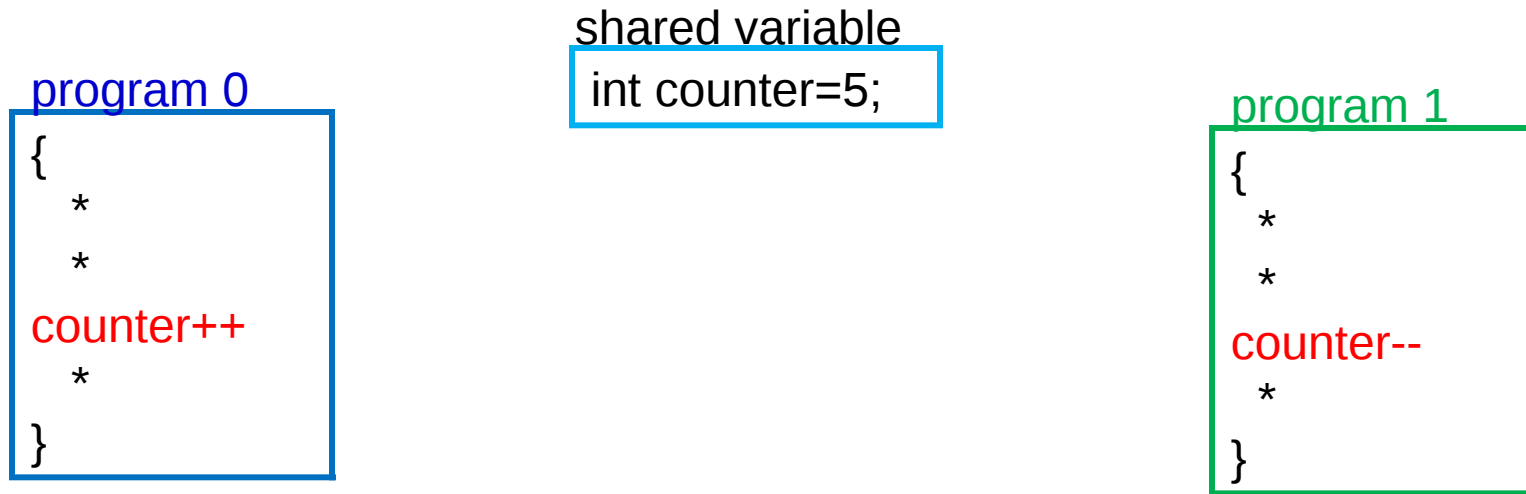 shared variable
int counter=5;
program 0
{
*
*
counter++
*
}
program 1
{
*
*
counter--
*
}